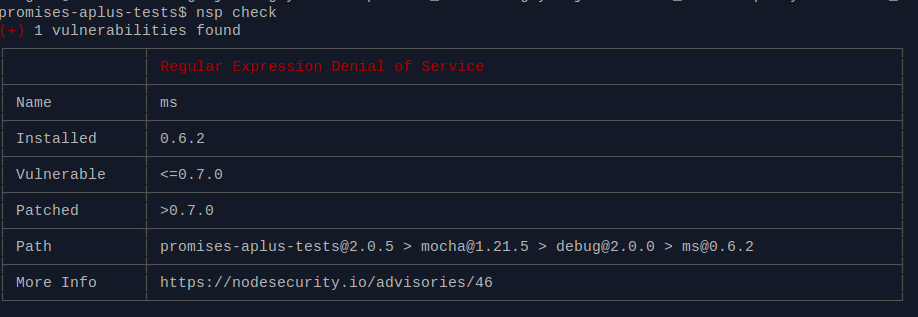 promises-aplus-tests$ nsp check
(+) 1 vulnerabilities found
Regular Expression Denial of Service
Name ms
Installed 0.6.2
Vulnerable <=0.7.0
Patched >0.7.0
Path promises-aplus-tests@2.0.5 > mocha@1.21.5 > debug@2.0.0 > ms@0.6.2
More Info https://nodesecurity.io/advisories/46